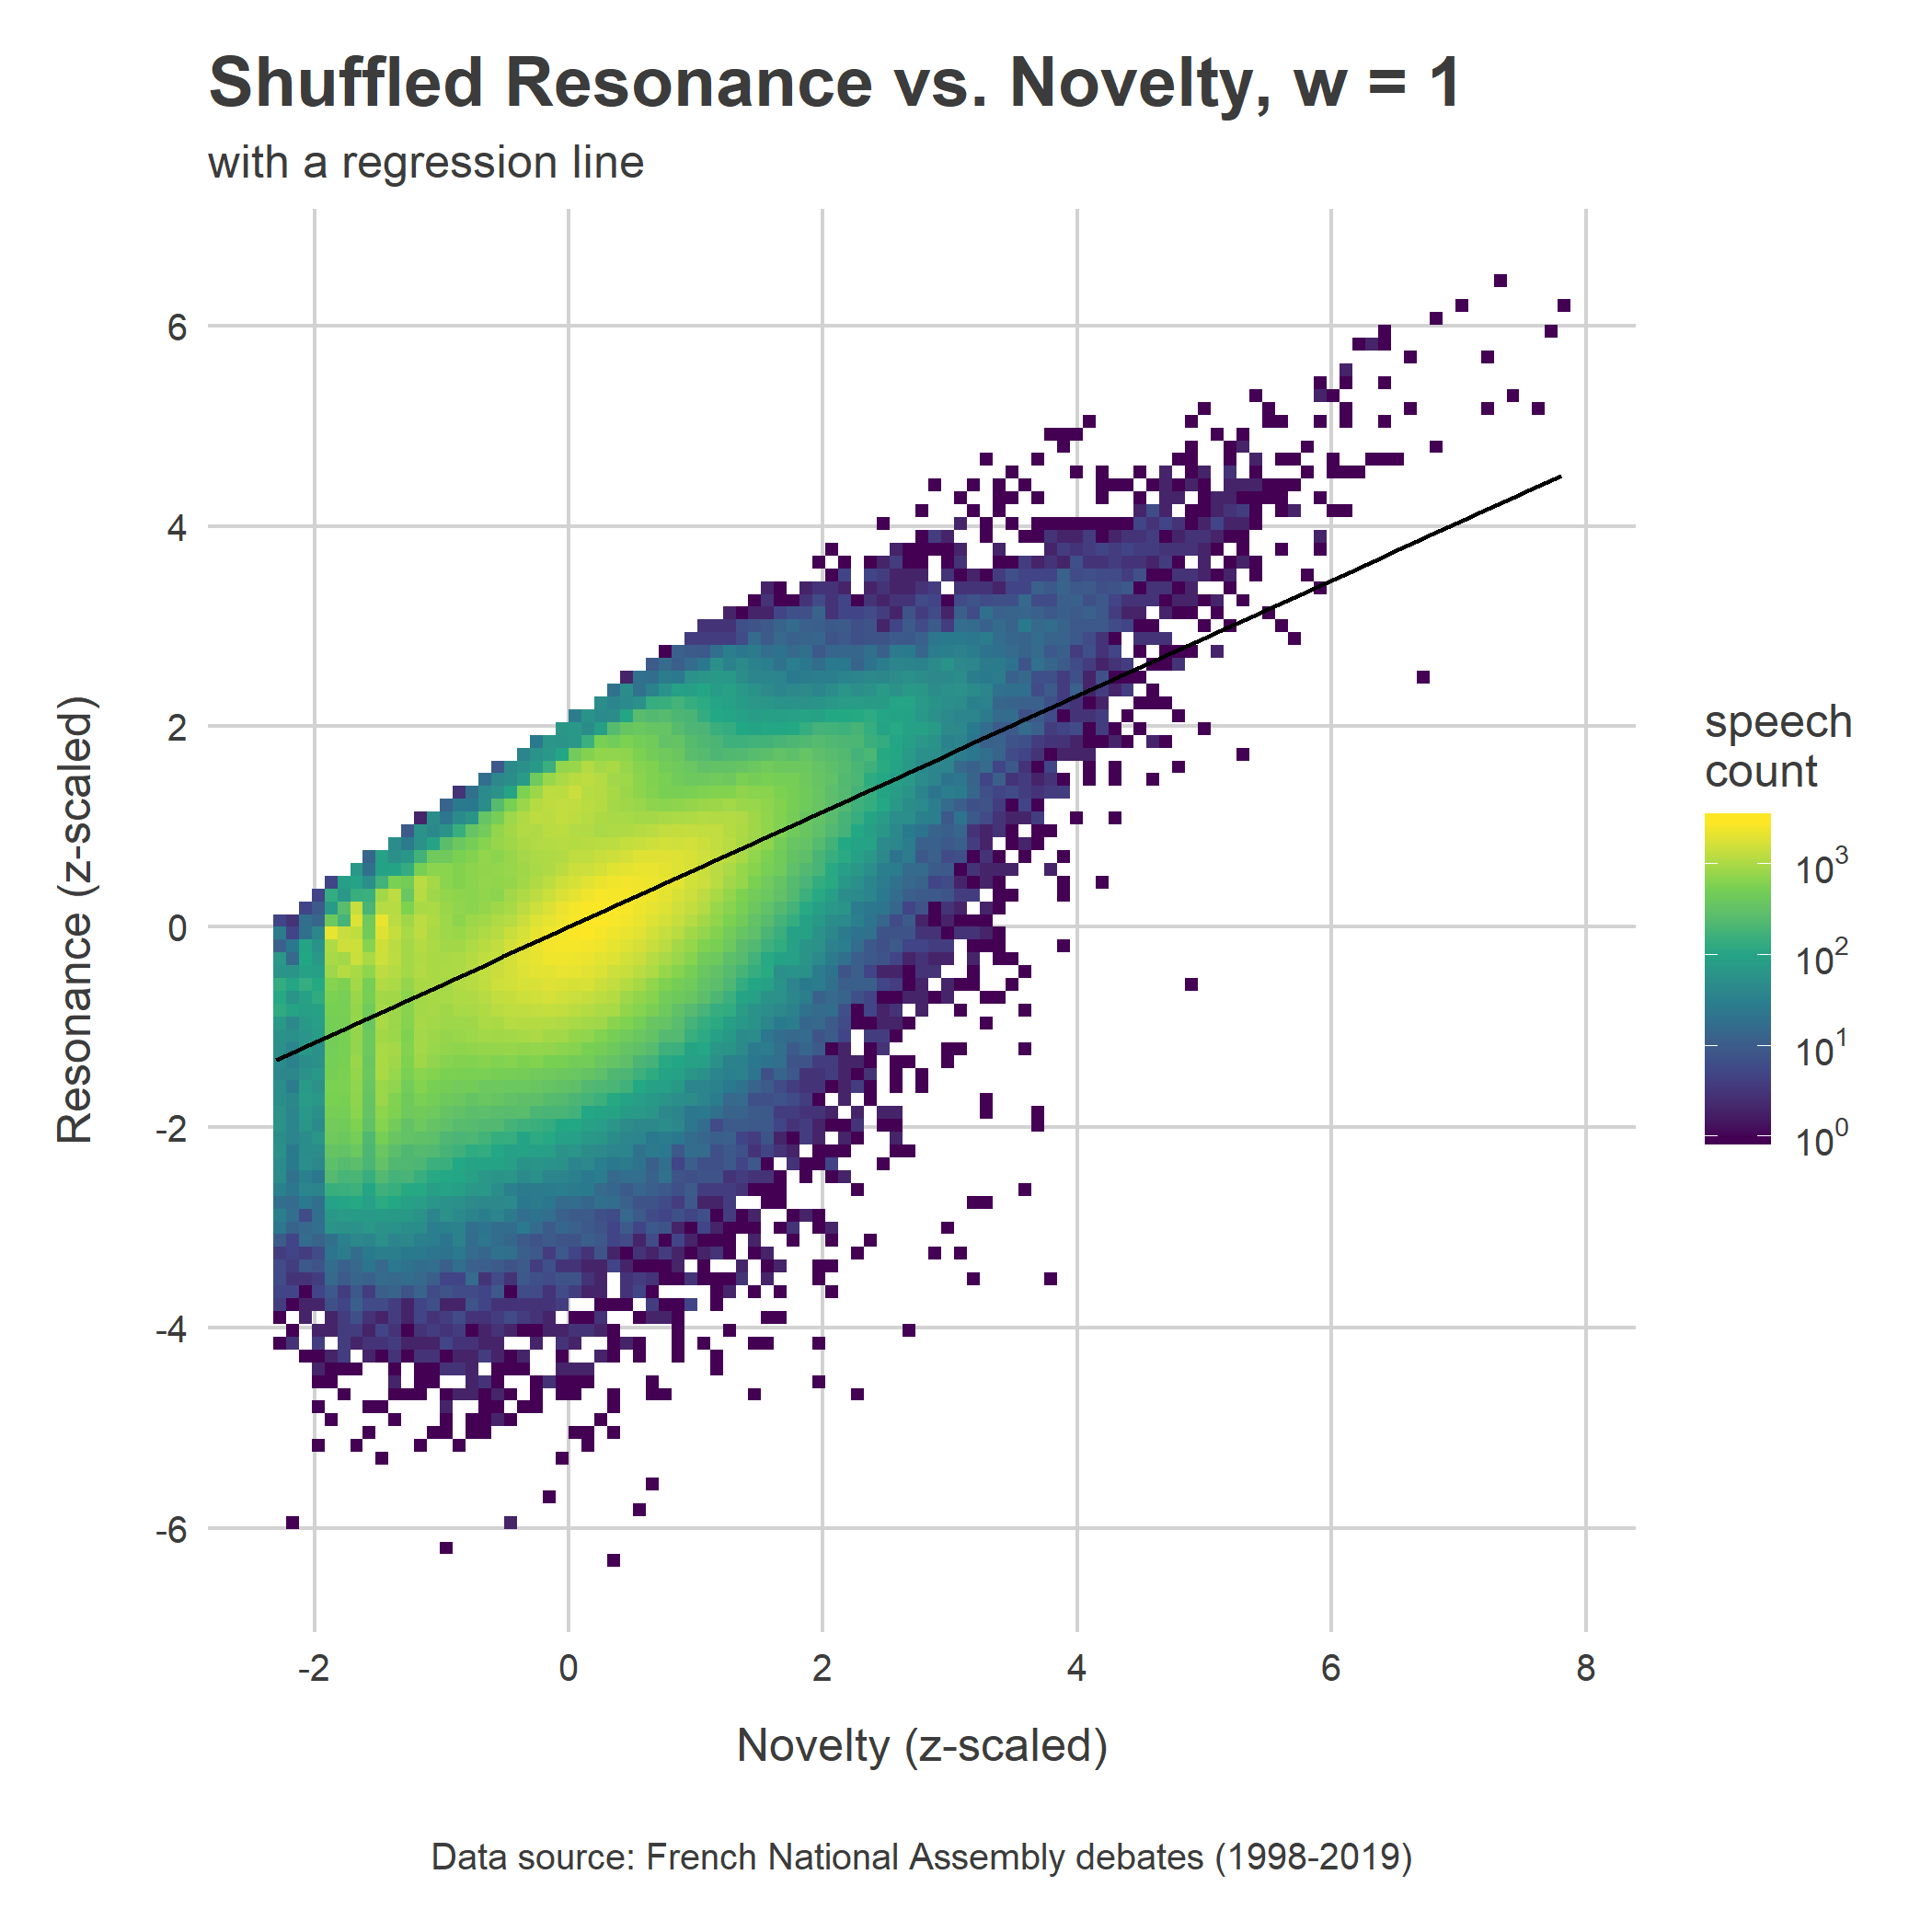 Shuffled Resonance vs. Novelty, w = 1
with a regression line
Resonance (z-scaled)
6
4
2
0
-2
-4
-6
-2
0
2
4
6
8
Novelty (z-scaled)
speech
count
10³
10²
10¹
10⁰
Data source: French National Assembly debates (1998-2019)